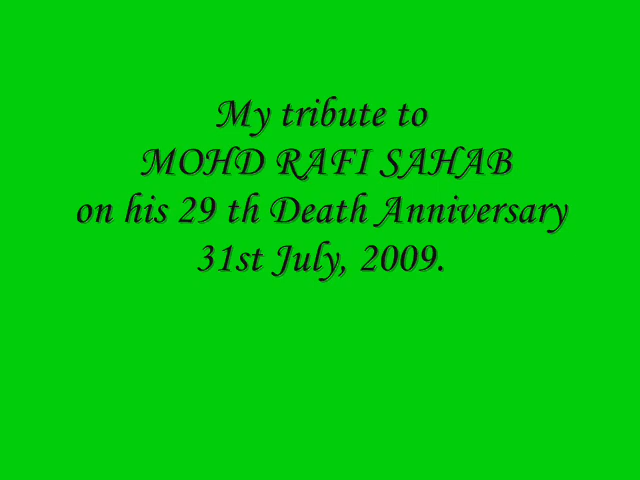 My tribute to
MOHD RAFI SAHAB
on his 29 th Death Anniversary
31st July, 2009.